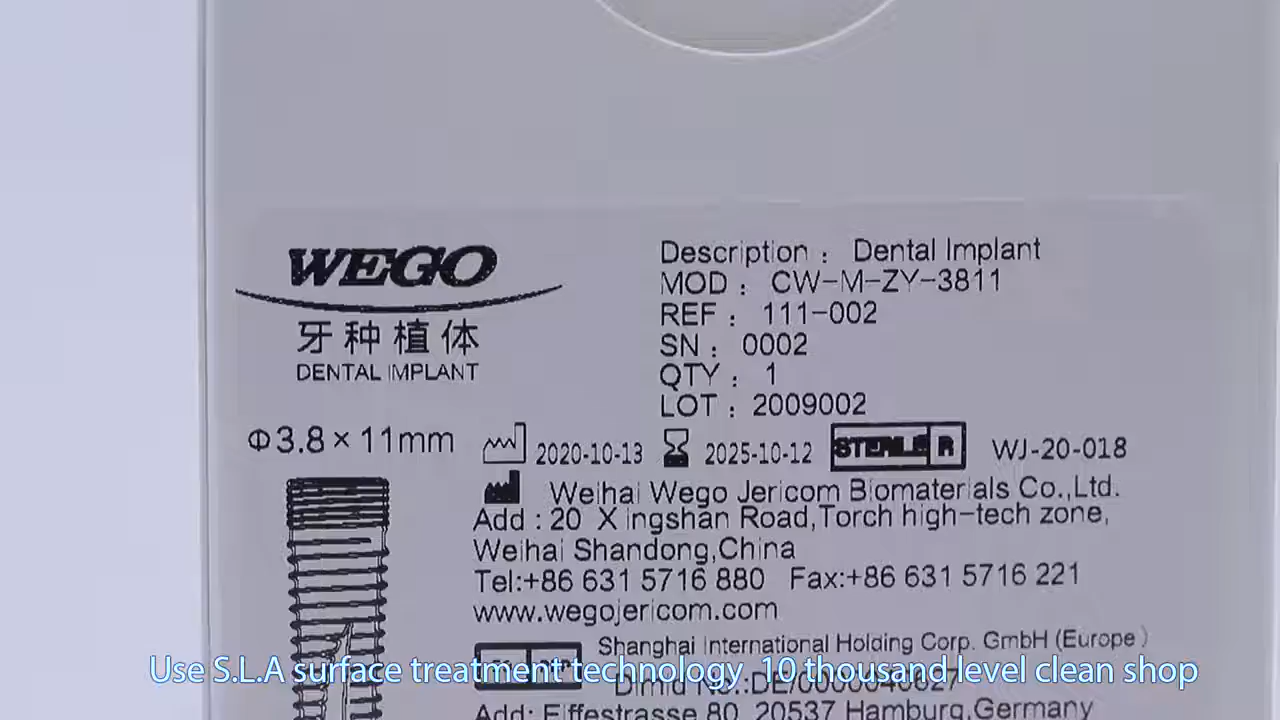 WEGO
牙种植体
DENTAL IMPLANT
Description : Dental Implant
MOD : CW-M-ZY-3811
REF : 111-002
SN : 0002
QTY : 1
LOT : 2009002
Φ3.8×11mm 2020-10-13 2025-10-12 STERILE R WJ-20-018
Weihai Wego Jericom Biomaterials Co.,Ltd.
Add : 20 Xingshan Road,Torch high-tech zone,
Weihai Shandong,China
Tel:+86 631 5716 880 Fax:+86 631 5716 221
www.wegojericom.com
Shanghai International Holding Corp. GmbH (Europe)
Use S.L.A surface treatment technology 10 thousand level clean shop
Add: Eiffestrasse 80, 20537 Hamburg,Germany